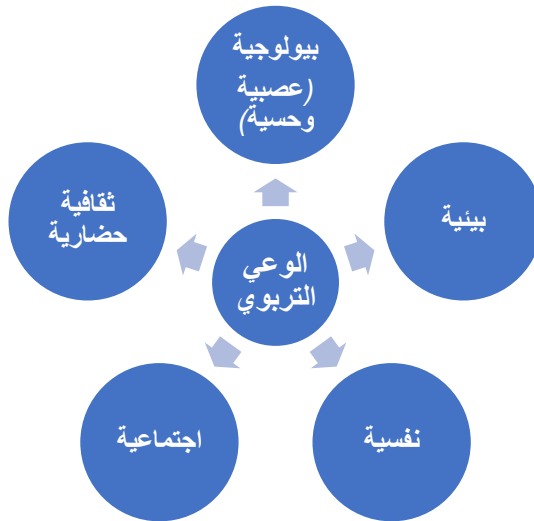 بيولوجية
(عصبية
وحسية)
بيئية
نفسية
اجتماعية
ثقافية
حضارية
الوعي
التربوي